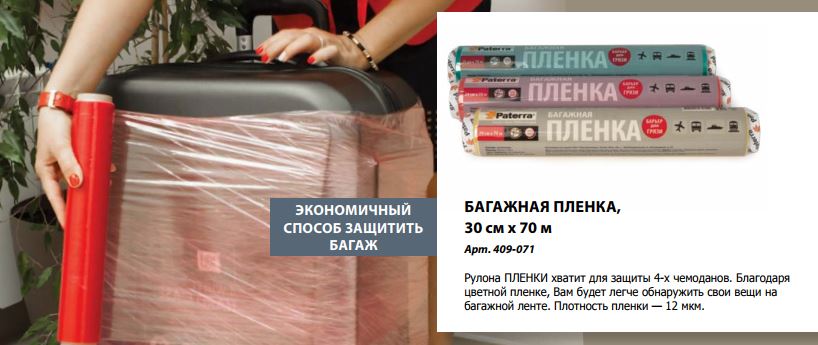 Paterra
БАГАЖНАЯ
ПЛЕНКА
БАРЬЕР
ДЛЯ
ГРЯЗИ
Paterra
БАГАЖНАЯ
ПЛЕНКА
БАРЬЕР
ДЛЯ
ГРЯЗИ
Paterra
БАГАЖНАЯ
ПЛЕНКА
БАРЬЕР
ДЛЯ
ГРЯЗИ
ЭКОНОМИЧНЫЙ
СПОСОБ ЗАЩИТИТЬ
БАГАЖ
БАГАЖНАЯ ПЛЕНКА,
30 см х 70 м
Арт. 409-071
Рулона ПЛЕНКИ хватит для защиты 4-х чемоданов. Благодаря
цветной пленке, Вам будет легче обнаружить свои вещи на
багажной ленте. Плотность пленки — 12 мкм.